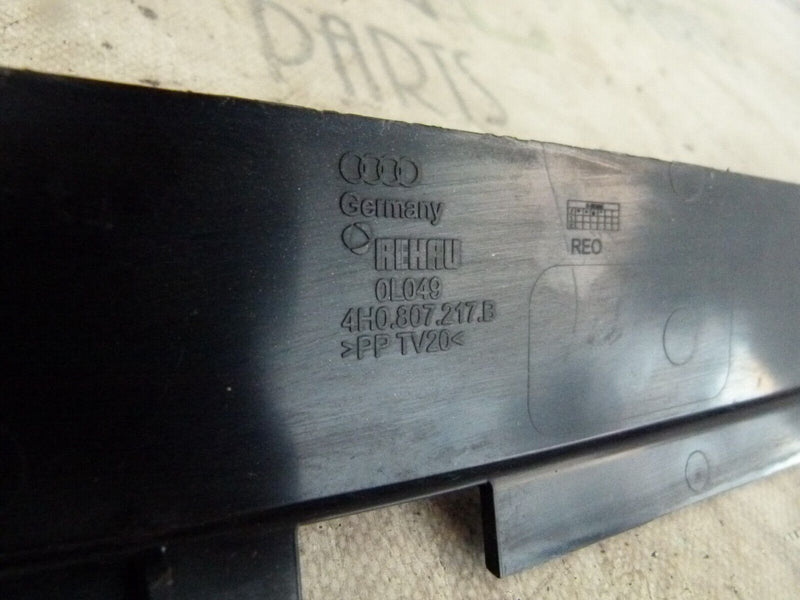 PARTS
Germany
REHAU
0L049
4H0.807.217.B
>PP TV20<
REO